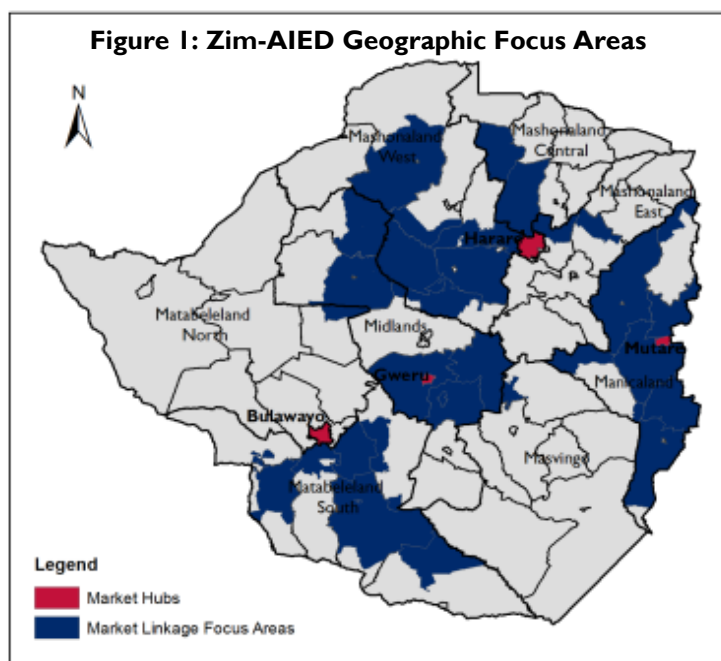 Figure 1: Zim-AIED Geographic Focus Areas
N
Mashonaland
West
Mashonaland
Central
Mashonaland
East
Harare
Matabeleland
North
Midlands
Mutare
Gweru
Manicaland
Bulawayo
Masvingo
Matabeleland
South
Legend
Market Hubs
Market Linkage Focus Areas